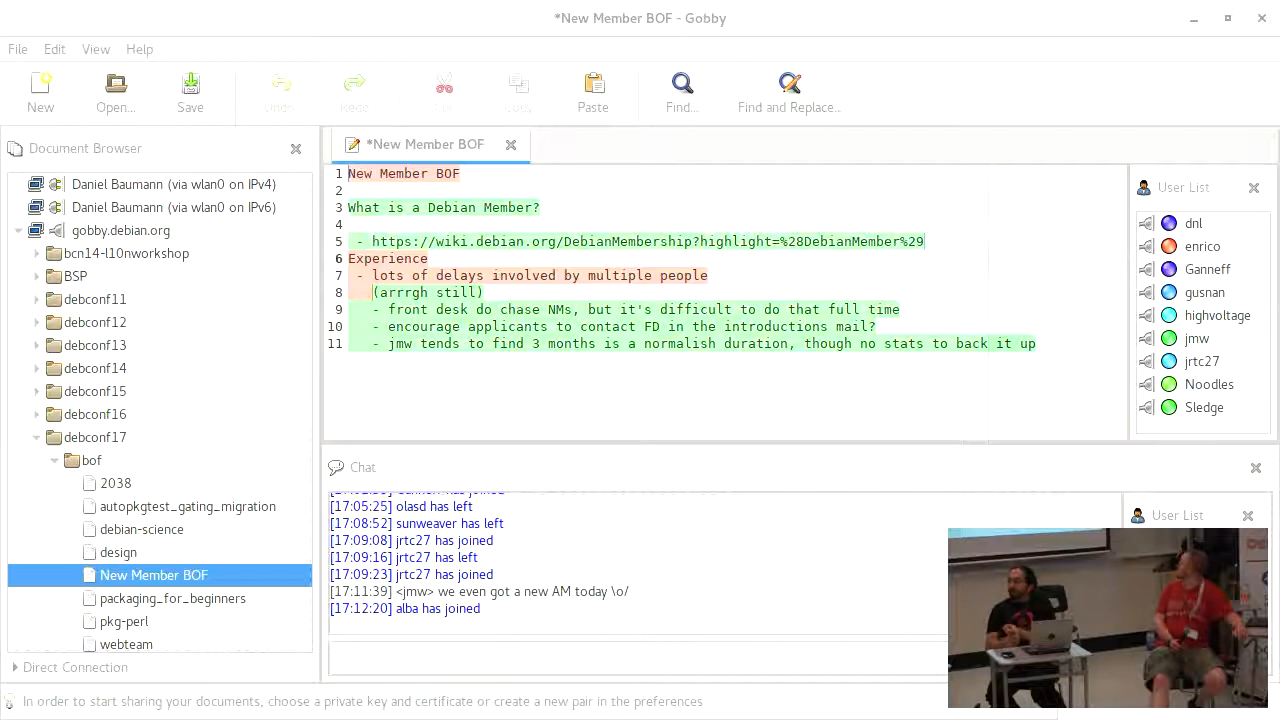 *New Member BOF - Gobby
File Edit View Help
New Open... Save Undo Redo Paste Find... Find and Replace...
Document Browser
*New Member BOF
Daniel Baumann (via wlan0 on IPv4)
Daniel Baumann (via wlan0 on IPv6)
gobby.debian.org
bcn14-l10nworkshop
BSP
debconf11
debconf12
debconf13
debconf14
debconf15
debconf16
debconf17
bof
2038
autopkgtest_gating_migration
debian-science
design
New Member BOF
packaging_for_beginners
pkg-perl
webteam
Direct Connection
1 New Member BOF
2
3 What is a Debian Member?
4
5 - https://wiki.debian.org/DebianMembership?highlight=%28DebianMember%29
6 Experience
7 - lots of delays involved by multiple people
8 (arrrgh still)
9 - front desk do chase NMs, but it's difficult to do that full time
10 - encourage applicants to contact FD in the introductions mail?
11 - jmw tends to find 3 months is a normalish duration, though no stats to back it up
User List
dnl
enrico
Ganneff
gusnan
highvoltage
jmw
jrtc27
Noodles
Sledge
Chat
[17:05:25] olasd has left
[17:08:52] sunweaver has left
[17:09:08] jrtc27 has joined
[17:09:16] jrtc27 has left
[17:09:23] jrtc27 has joined
[17:11:39] <jmw> we even got a new AM today \o/
[17:12:20] alba has joined
User List
In order to start sharing your documents, choose a private key and certificate or create a new pair in the preferences